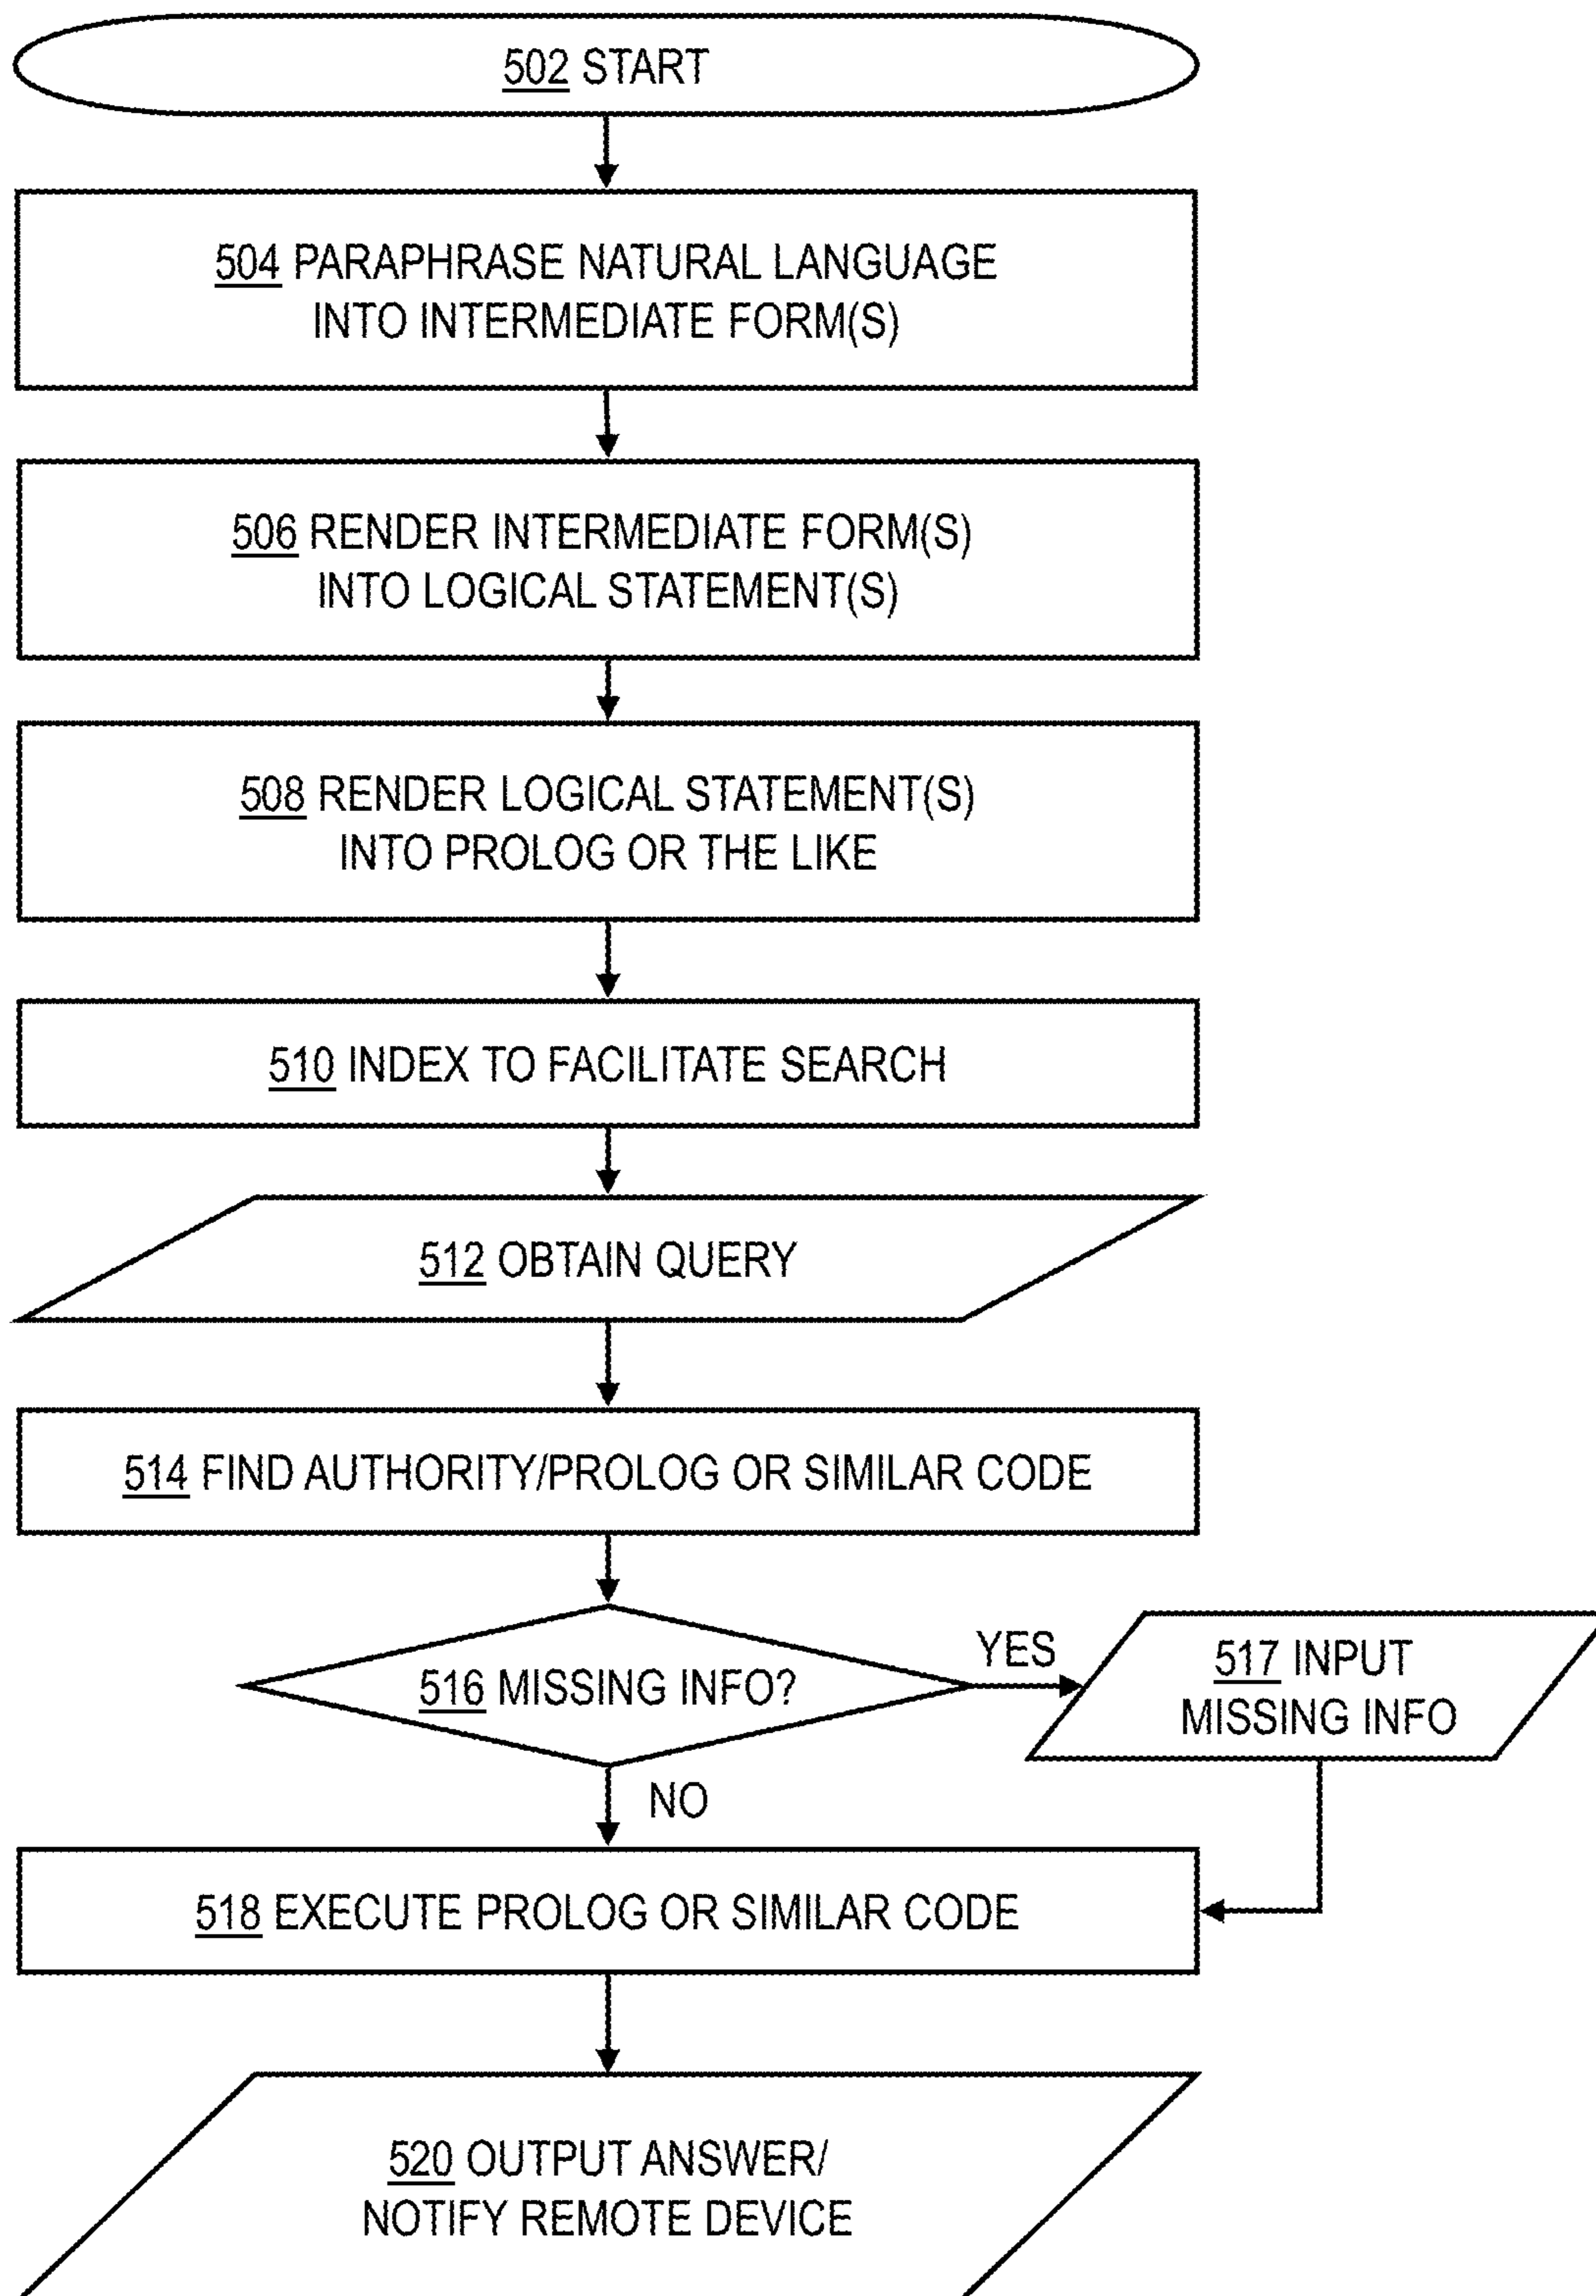 502 START
504 PARAPHRASE NATURAL LANGUAGE
INTO INTERMEDIATE FORM(S)
506 RENDER INTERMEDIATE FORM(S)
INTO LOGICAL STATEMENT(S)
508 RENDER LOGICAL STATEMENT(S)
INTO PROLOG OR THE LIKE
510 INDEX TO FACILITATE SEARCH
512 OBTAIN QUERY
514 FIND AUTHORITY/PROLOG OR SIMILAR CODE
516 MISSING INFO?
YES
517 INPUT
MISSING INFO
NO
518 EXECUTE PROLOG OR SIMILAR CODE
520 OUTPUT ANSWER/
NOTIFY REMOTE DEVICE